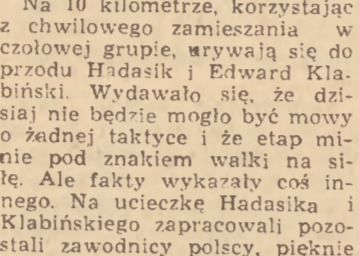 Na 10 kilometrze, korzystając
z chwilowego zamieszania w
czołowej grupie, urywają się do
przodu Hadasik i Edward Kla-
biński. Wydawało się, że dzi-
siaj nie będzie mogło być mowy
o żadnej taktyce i że etap mi-
nie pod znakiem walki na si-
łę. Ale fakty wykazały coś in-
nego. Na ucieczkę Hadasika i
Klabińskiego zapracowali pozo-
stali zawodnicy polscy, pięknie